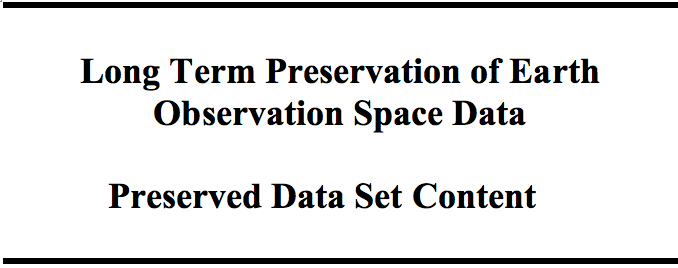 Long Term Preservation of Earth
Observation Space Data
Preserved Data Set Content